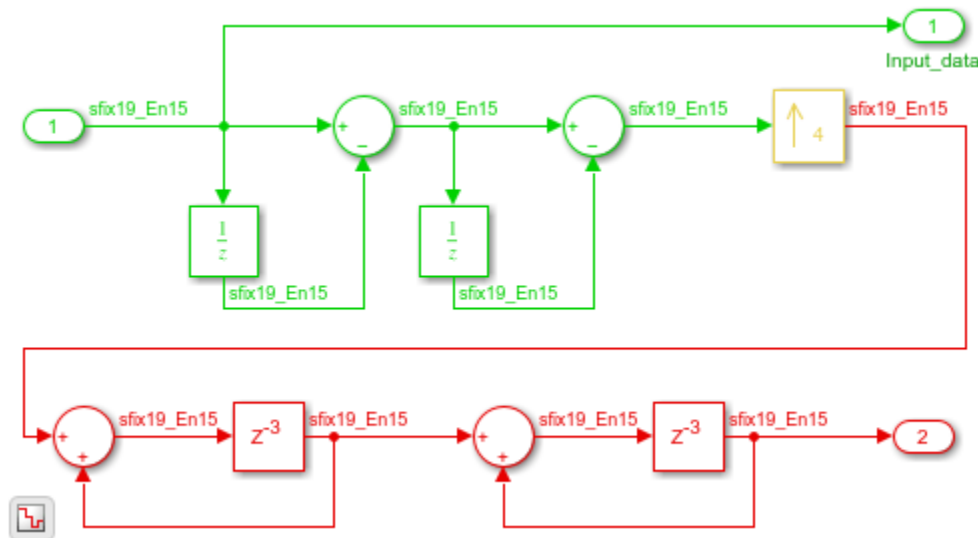 1
Input_data
1
sfix19_En15
+
−
sfix19_En15
+
−
sfix19_En15
4
sfix19_En15
1
z
1
z
sfix19_En15
sfix19_En15
+
+
sfix19_En15
z-3
sfix19_En15
+
+
sfix19_En15
z-3
sfix19_En15
2